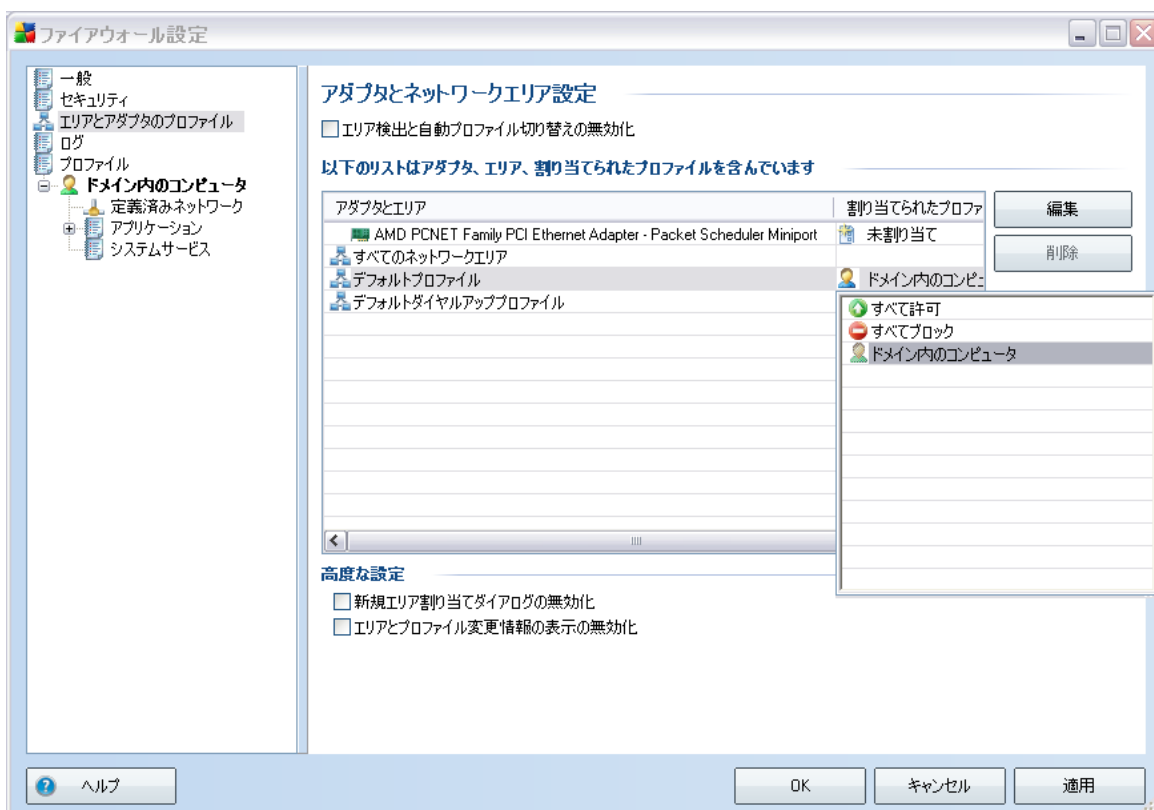 ファイアウォール設定
一般
セキュリティ
エリアとアダプタのプロファイル
ログ
プロファイル
ドメイン内のコンピュータ
定義済みネットワーク
アプリケーション
システムサービス
アダプタとネットワークエリア設定
エリア検出と自動プロファイル切り替えの無効化
以下のリストはアダプタ、エリア、割り当てられたプロファイルを含んでいます
アダプタとエリア 割り当てられたプロファ
AMD PCNET Family PCI Ethernet Adapter - Packet Scheduler Miniport 未割り当て
すべてのネットワークエリア
デフォルトプロファイル ドメイン内のコンピ
デフォルトダイヤルアッププロファイル
編集
削除
すべて許可
すべてブロック
ドメイン内のコンピュータ
高度な設定
新規エリア割り当てダイアログの無効化
エリアとプロファイル変更情報の表示の無効化
ヘルプ
OK
キャンセル
適用